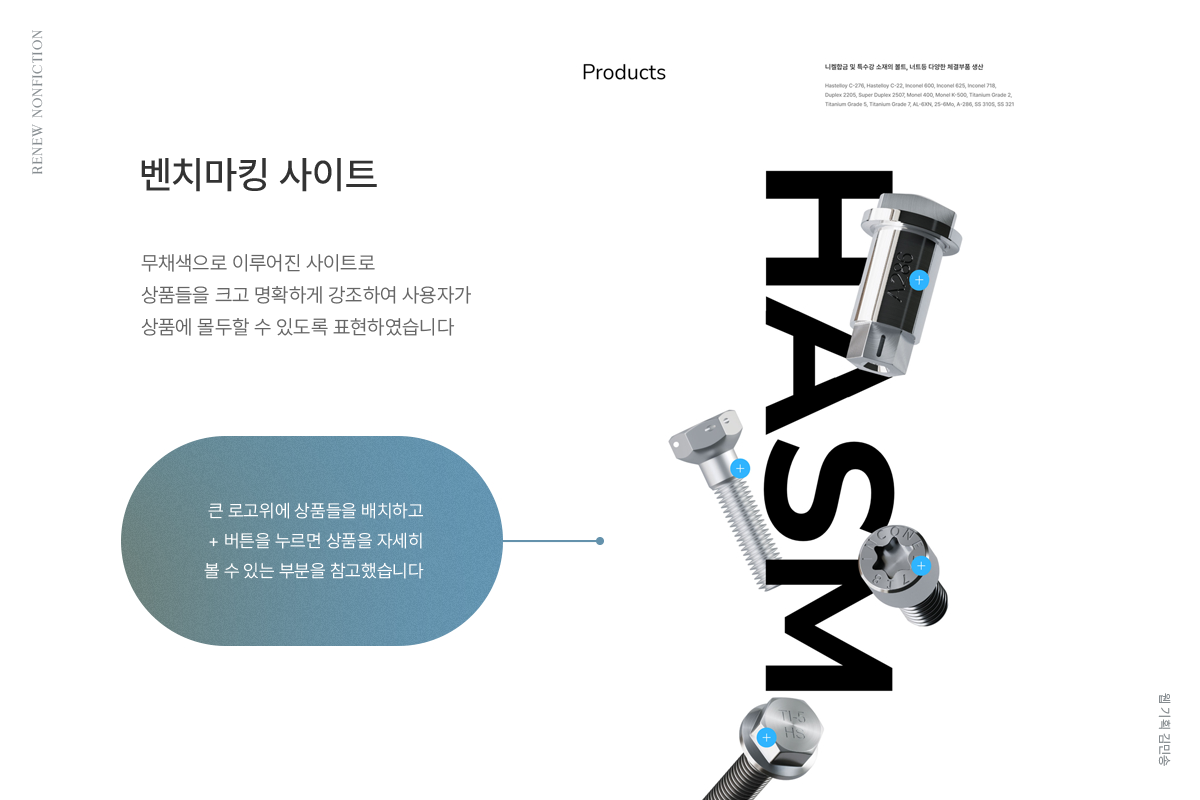 RENEW NONFICTION
Products
니켈합금 및 특수강 소재의 볼트, 너트등 다양한 체결부품 생산
Hastelloy C-276, Hastelloy C-22, Inconel 600, Inconel 625, Inconel 718,
Duplex 2205, Super Duplex 2507, Monel 400, Monel K-500, Titanium Grade 2,
Titanium Grade 5, Titanium Grade 7, AL-6XN, 25-6Mo, A-286, SS 310S, SS 321
벤치마킹 사이트
무채색으로 이루어진 사이트로
상품들을 크고 명확하게 강조하여 사용자가
상품에 몰두할 수 있도록 표현하였습니다
큰 로고위에 상품들을 배치하고
+ 버튼을 누르면 상품을 자세히
볼 수 있는 부분을 참고했습니다
HASM
A286
TI-5
HS
웹 기획 김민송